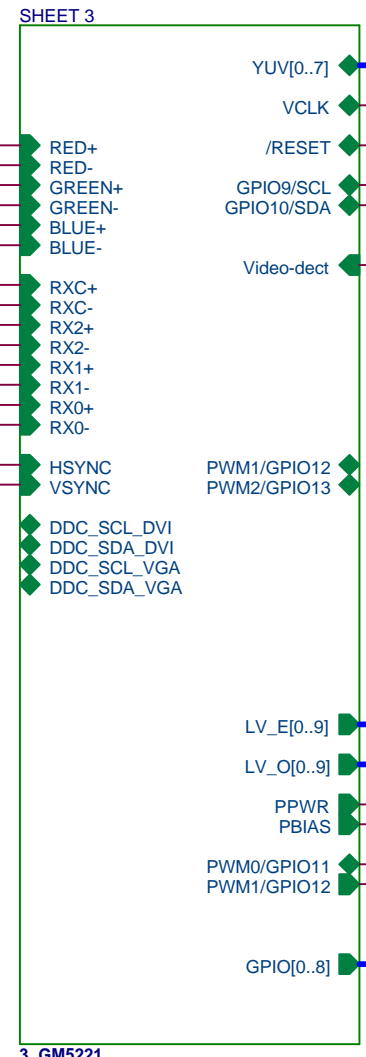 SHEET 3
YUV[0..7]
VCLK
RED+ /RESET
RED-
GREEN+ GPIO9/SCL
GREEN- GPIO10/SDA
BLUE+
BLUE-
Video-dect
RXC+
RXC-
RX2+
RX2-
RX1+
RX1-
RX0+
RX0-
HSYNC PWM1/GPIO12
VSYNC PWM2/GPIO13
DDC_SCL_DVI
DDC_SDA_DVI
DDC_SCL_VGA
DDC_SDA_VGA
LV_E[0..9]
LV_O[0..9]
PPWR
PBIAS
PWM0/GPIO11
PWM1/GPIO12
GPIO[0..8]
3_GM5221